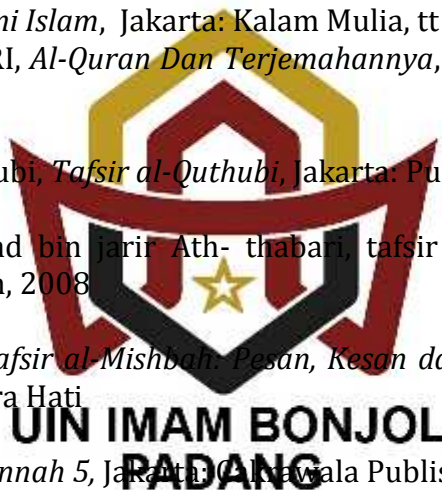 mi Islam, Jakarta: Kalam Mulia, tt
RI, Al-Quran Dan Terjemahannya,
ubi, Tafsir al-Quthubi, Jakarta: Pu
nd bin jarir Ath- thabari, tafsir
n, 2008
afsir al-Mishbah: Pesan, Kesan da
ra Hati
UIN IMAM BONJOL
PADANG
nnah 5, Jakarta: Cakrawala Publis